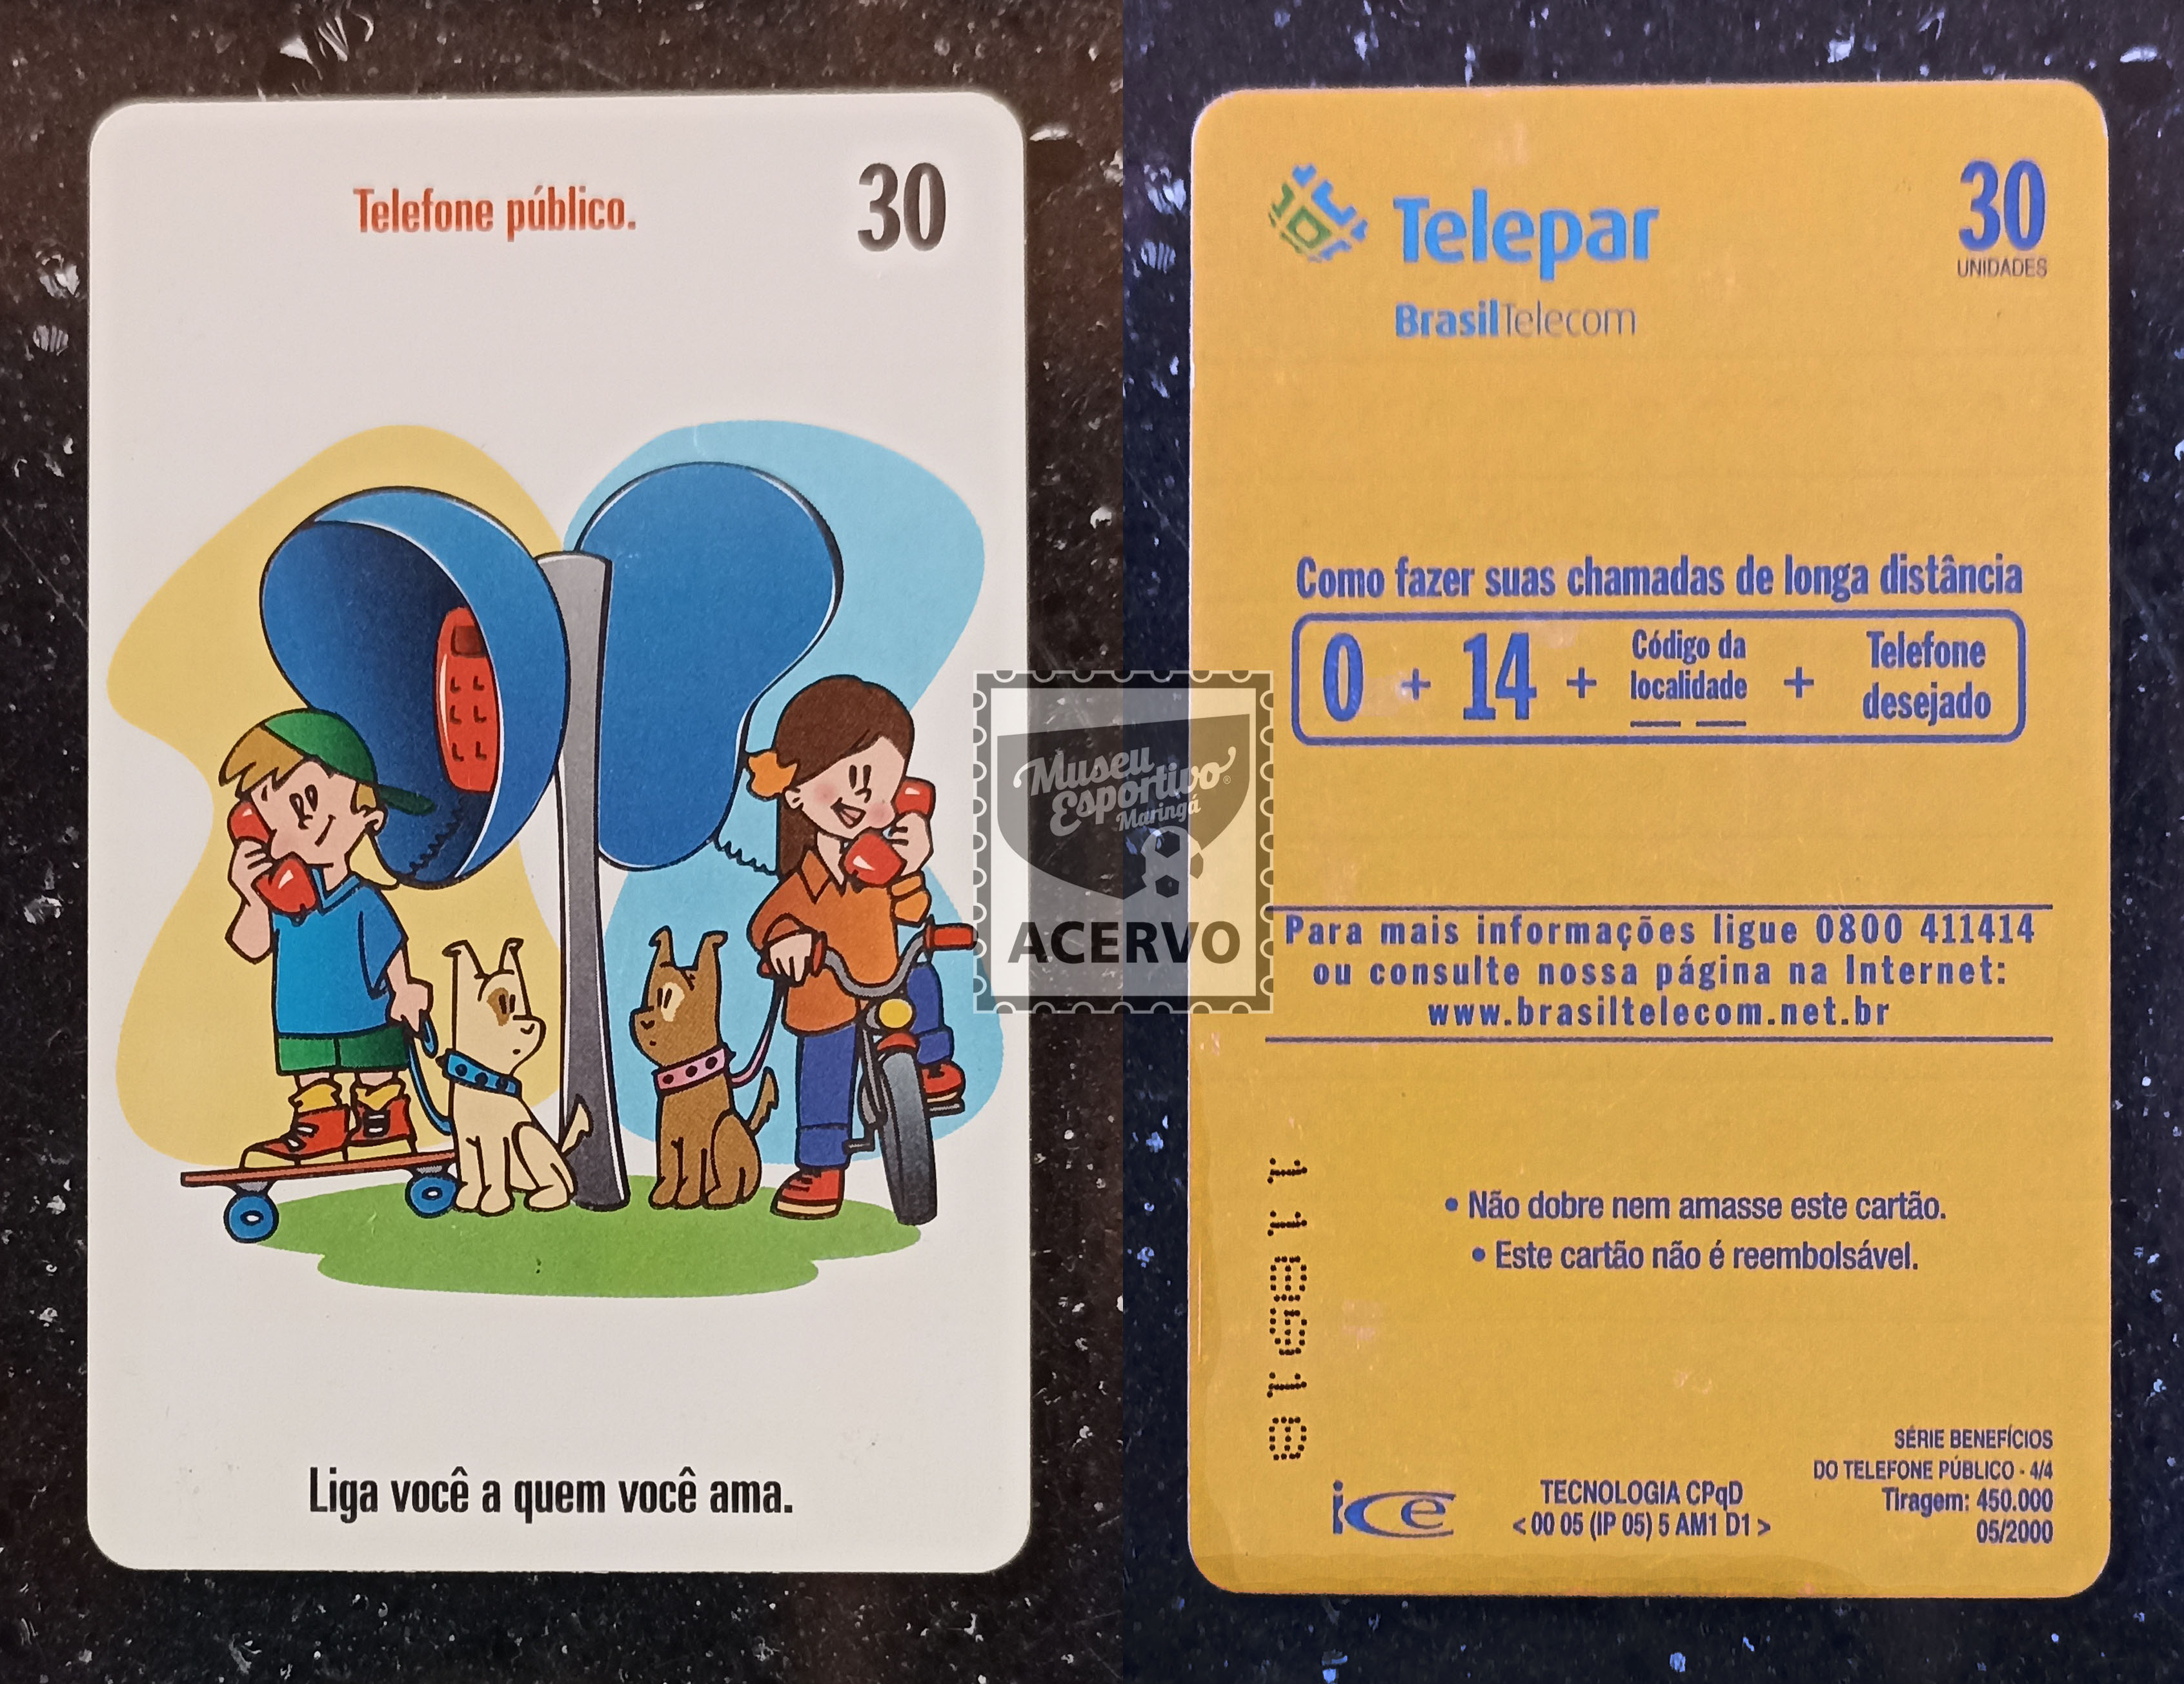 Telefone público.
30
Liga você a quem você ama.
Museu
Esportivo®
Maringá
ACERVO
Telepar
BrasilTelecom
30
UNIDADES
Como fazer suas chamadas de longa distância
0 + 14 + Código da localidade + Telefone desejado
Para mais informações ligue 0800 411414
ou consulte nossa página na Internet:
www.brasiltelecom.net.br
• Não dobre nem amasse este cartão.
• Este cartão não é reembolsável.
ice
TECNOLOGIA CPqD
< 00 05 (IP 05) 5 AM1 D1 >
SÉRIE BENEFÍCIOS
DO TELEFONE PÚBLICO - 4/4
Tiragem: 450.000
05/2000